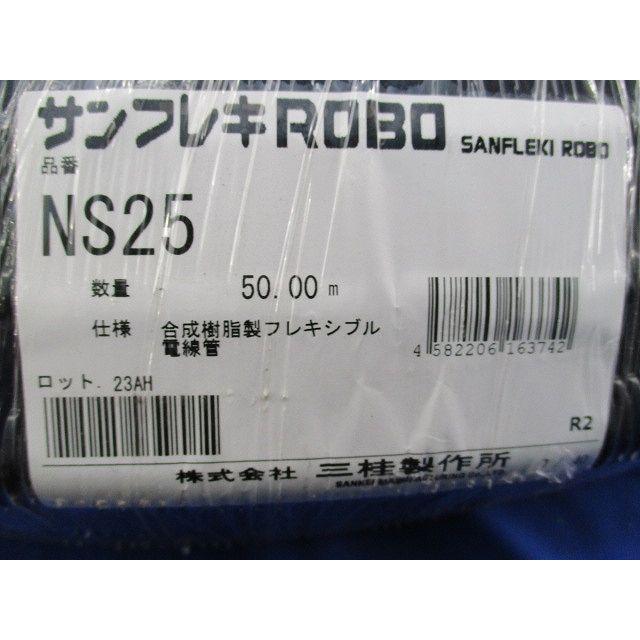 サンフレキROBO SANFLEKI ROBO
品番
NS25
数量 50.00 m
仕様 合成樹脂製フレキシブル
電線管
4 582206 163742
ロット. 23AH
R2
株式会社 三桂製作所
SANKEI MANUFACTURING